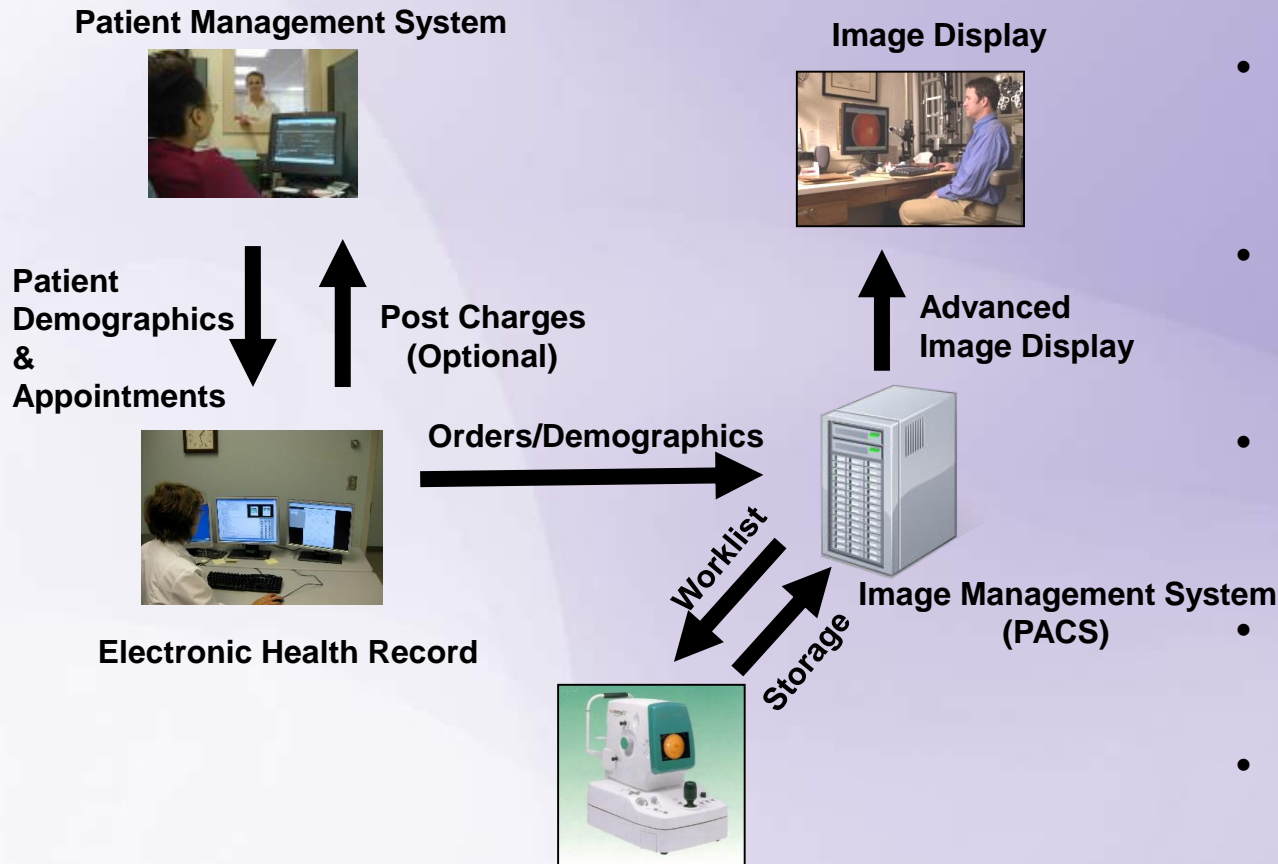 Patient Management System
Image Display
•
Patient
Demographics
&
Appointments
Post Charges
(Optional)
•
Advanced
Image Display
Orders/Demographics
•
Worklist
Storage
Image Management System
(PACS)
•
Electronic Health Record
•